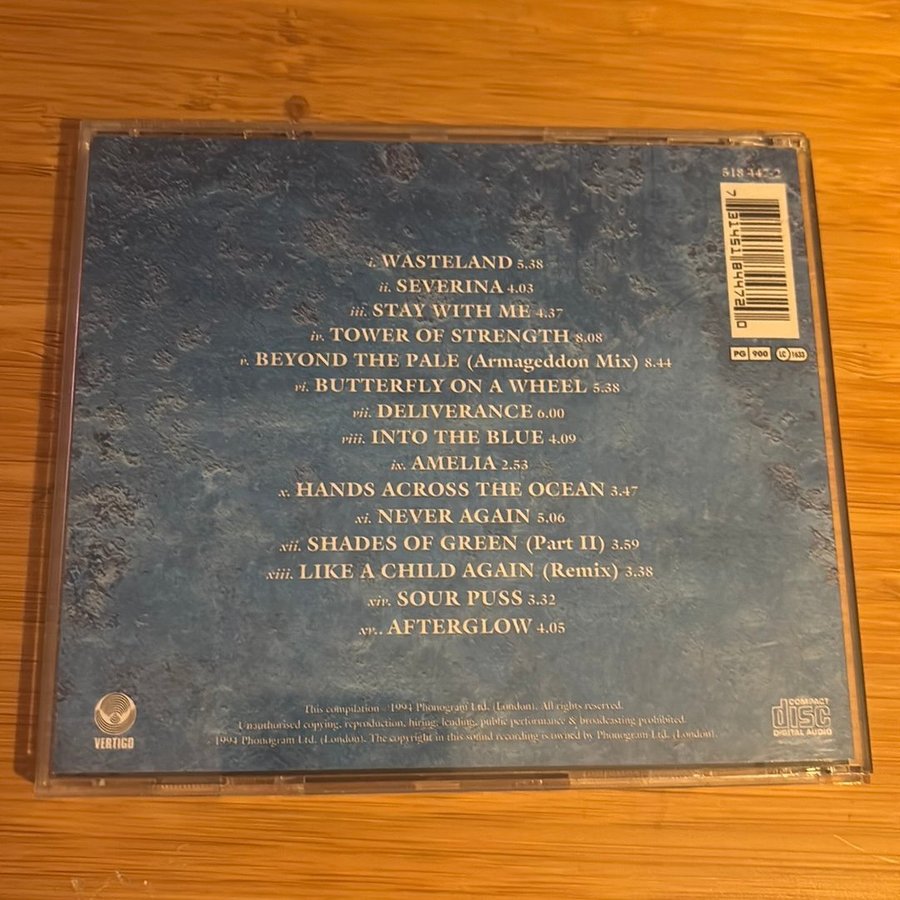 518 447-2
7 31451 84472 0
PG 900 LC 1633
i. WASTELAND 5.38
ii. SEVERINA 4.03
iii. STAY WITH ME 4.37
iv. TOWER OF STRENGTH 8.08
v. BEYOND THE PALE (Armageddon Mix) 8.44
vi. BUTTERFLY ON A WHEEL 5.38
vii. DELIVERANCE 6.00
viii. INTO THE BLUE 4.09
ix. AMELIA 2.53
x. HANDS ACROSS THE OCEAN 3.47
xi. NEVER AGAIN 5.06
xii. SHADES OF GREEN (Part II) 3.59
xiii. LIKE A CHILD AGAIN (Remix) 3.38
xiv. SOUR PUSS 3.32
xv.. AFTERGLOW 4.05
This compilation 1994 Phonogram Ltd. (London). All rights reserved.
Unauthorised copying, reproduction, hiring, lending, public performance & broadcasting prohibited.
1994 Phonogram Ltd. (London). The copyright in this sound recording is owned by Phonogram Ltd. (London).
VERTIGO
COMPACT
disc
DIGITAL AUDIO